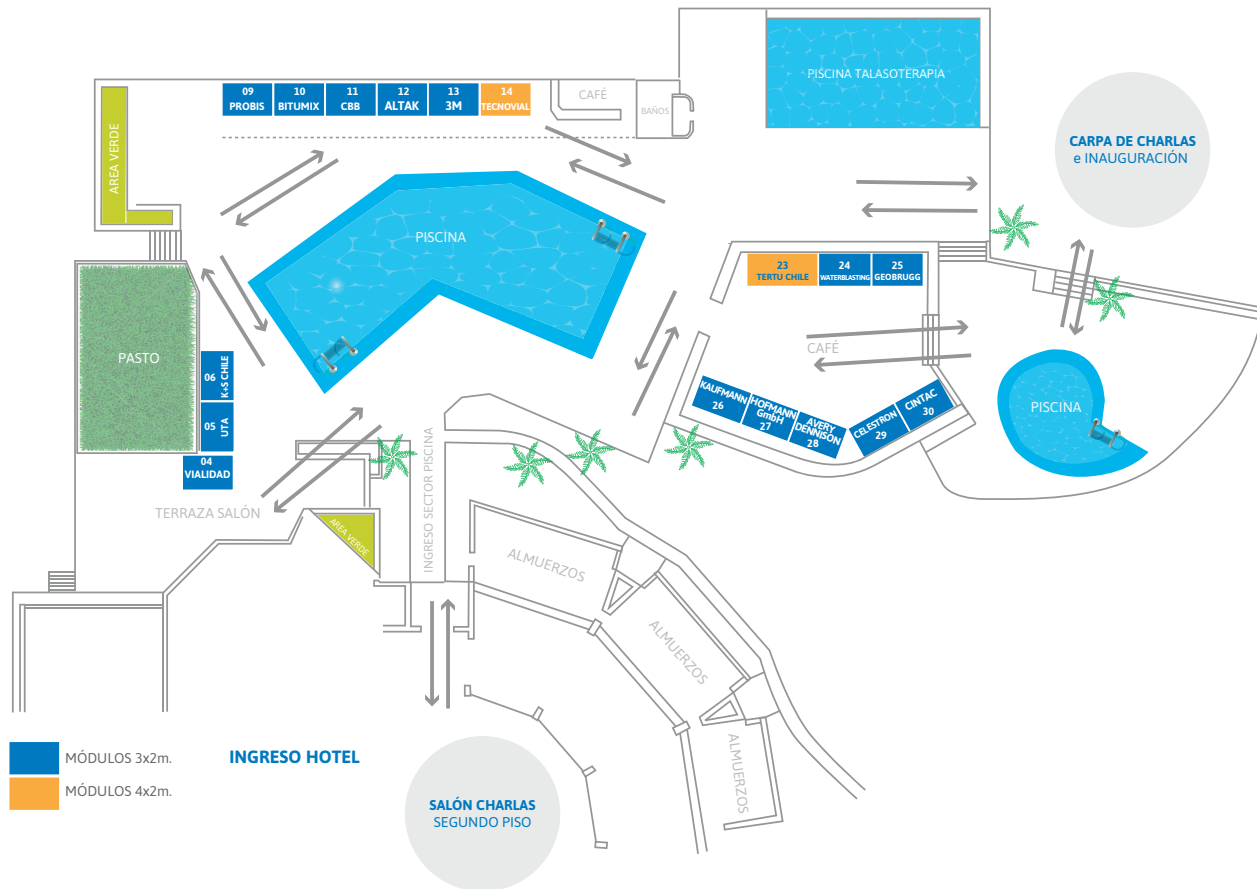 PISCINA TALASOTERAPIA
09
PROBIS
10
BITUMIX
11
CBB
12
ALTAK
13
3M
14
TECNOVIAL
CAFÉ
BAÑOS
AREA VERDE
CARPA DE CHARLAS
e INAUGURACIÓN
PISCINA
23
TERTU CHILE
24
WATERBLASTING
25
GEOBRUGG
PASTO
06
K+S CHILE
05
UTA
04
VIALIDAD
CAFÉ
KAUFMANN
26
HOFMANN
GmbH
27
AVERY
DENNISON
28
CELESTRON
29
CINTAC
30
PISCINA
TERRAZA SALÓN
AREA VERDE
INGRESO SECTOR PISCINA
ALMUERZOS
ALMUERZOS
ALMUERZOS
MÓDULOS 3x2m.
MÓDULOS 4x2m.
INGRESO HOTEL
SALÓN CHARLAS
SEGUNDO PISO